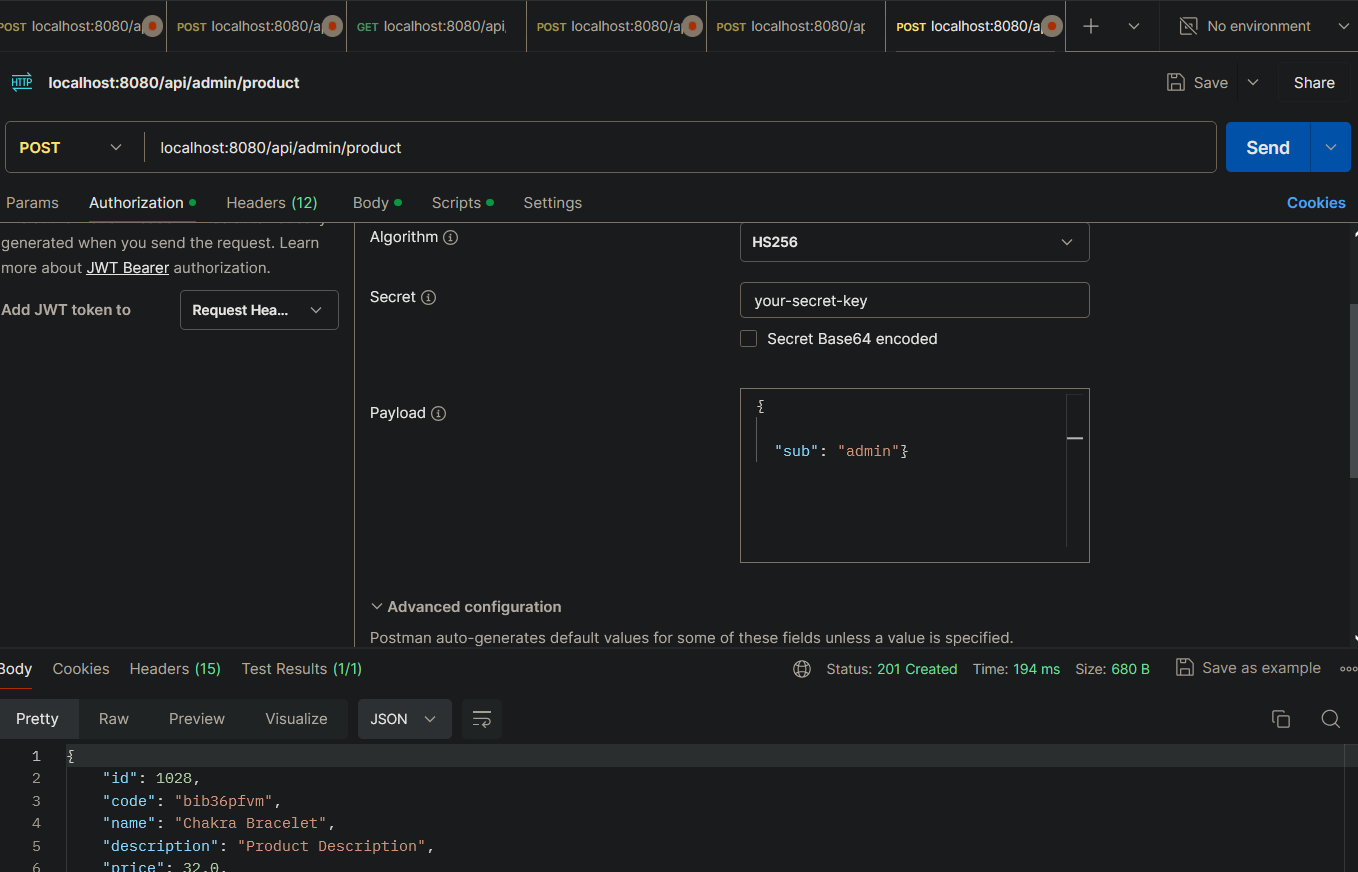 POST localhost:8080/a
POST localhost:8080/a
GET localhost:8080/api
POST localhost:8080/a
POST localhost:8080/ap
POST localhost:8080/a
No environment
HTTP localhost:8080/api/admin/product
Save
Share
POST localhost:8080/api/admin/product
Send
Params Authorization Headers (12) Body Scripts Settings Cookies
generated when you send the request. Learn
more about JWT Bearer authorization.
Add JWT token to Request Hea...
Algorithm HS256
Secret your-secret-key
Secret Base64 encoded
Payload
{
"sub": "admin"}
Advanced configuration
Postman auto-generates default values for some of these fields unless a value is specified.
Body Cookies Headers (15) Test Results (1/1) Status: 201 Created Time: 194 ms Size: 680 B Save as example
Pretty Raw Preview Visualize JSON
1 {
2 "id": 1028,
3 "code": "bib36pfvm",
4 "name": "Chakra Bracelet",
5 "description": "Product Description",
6 "price": 32.0,